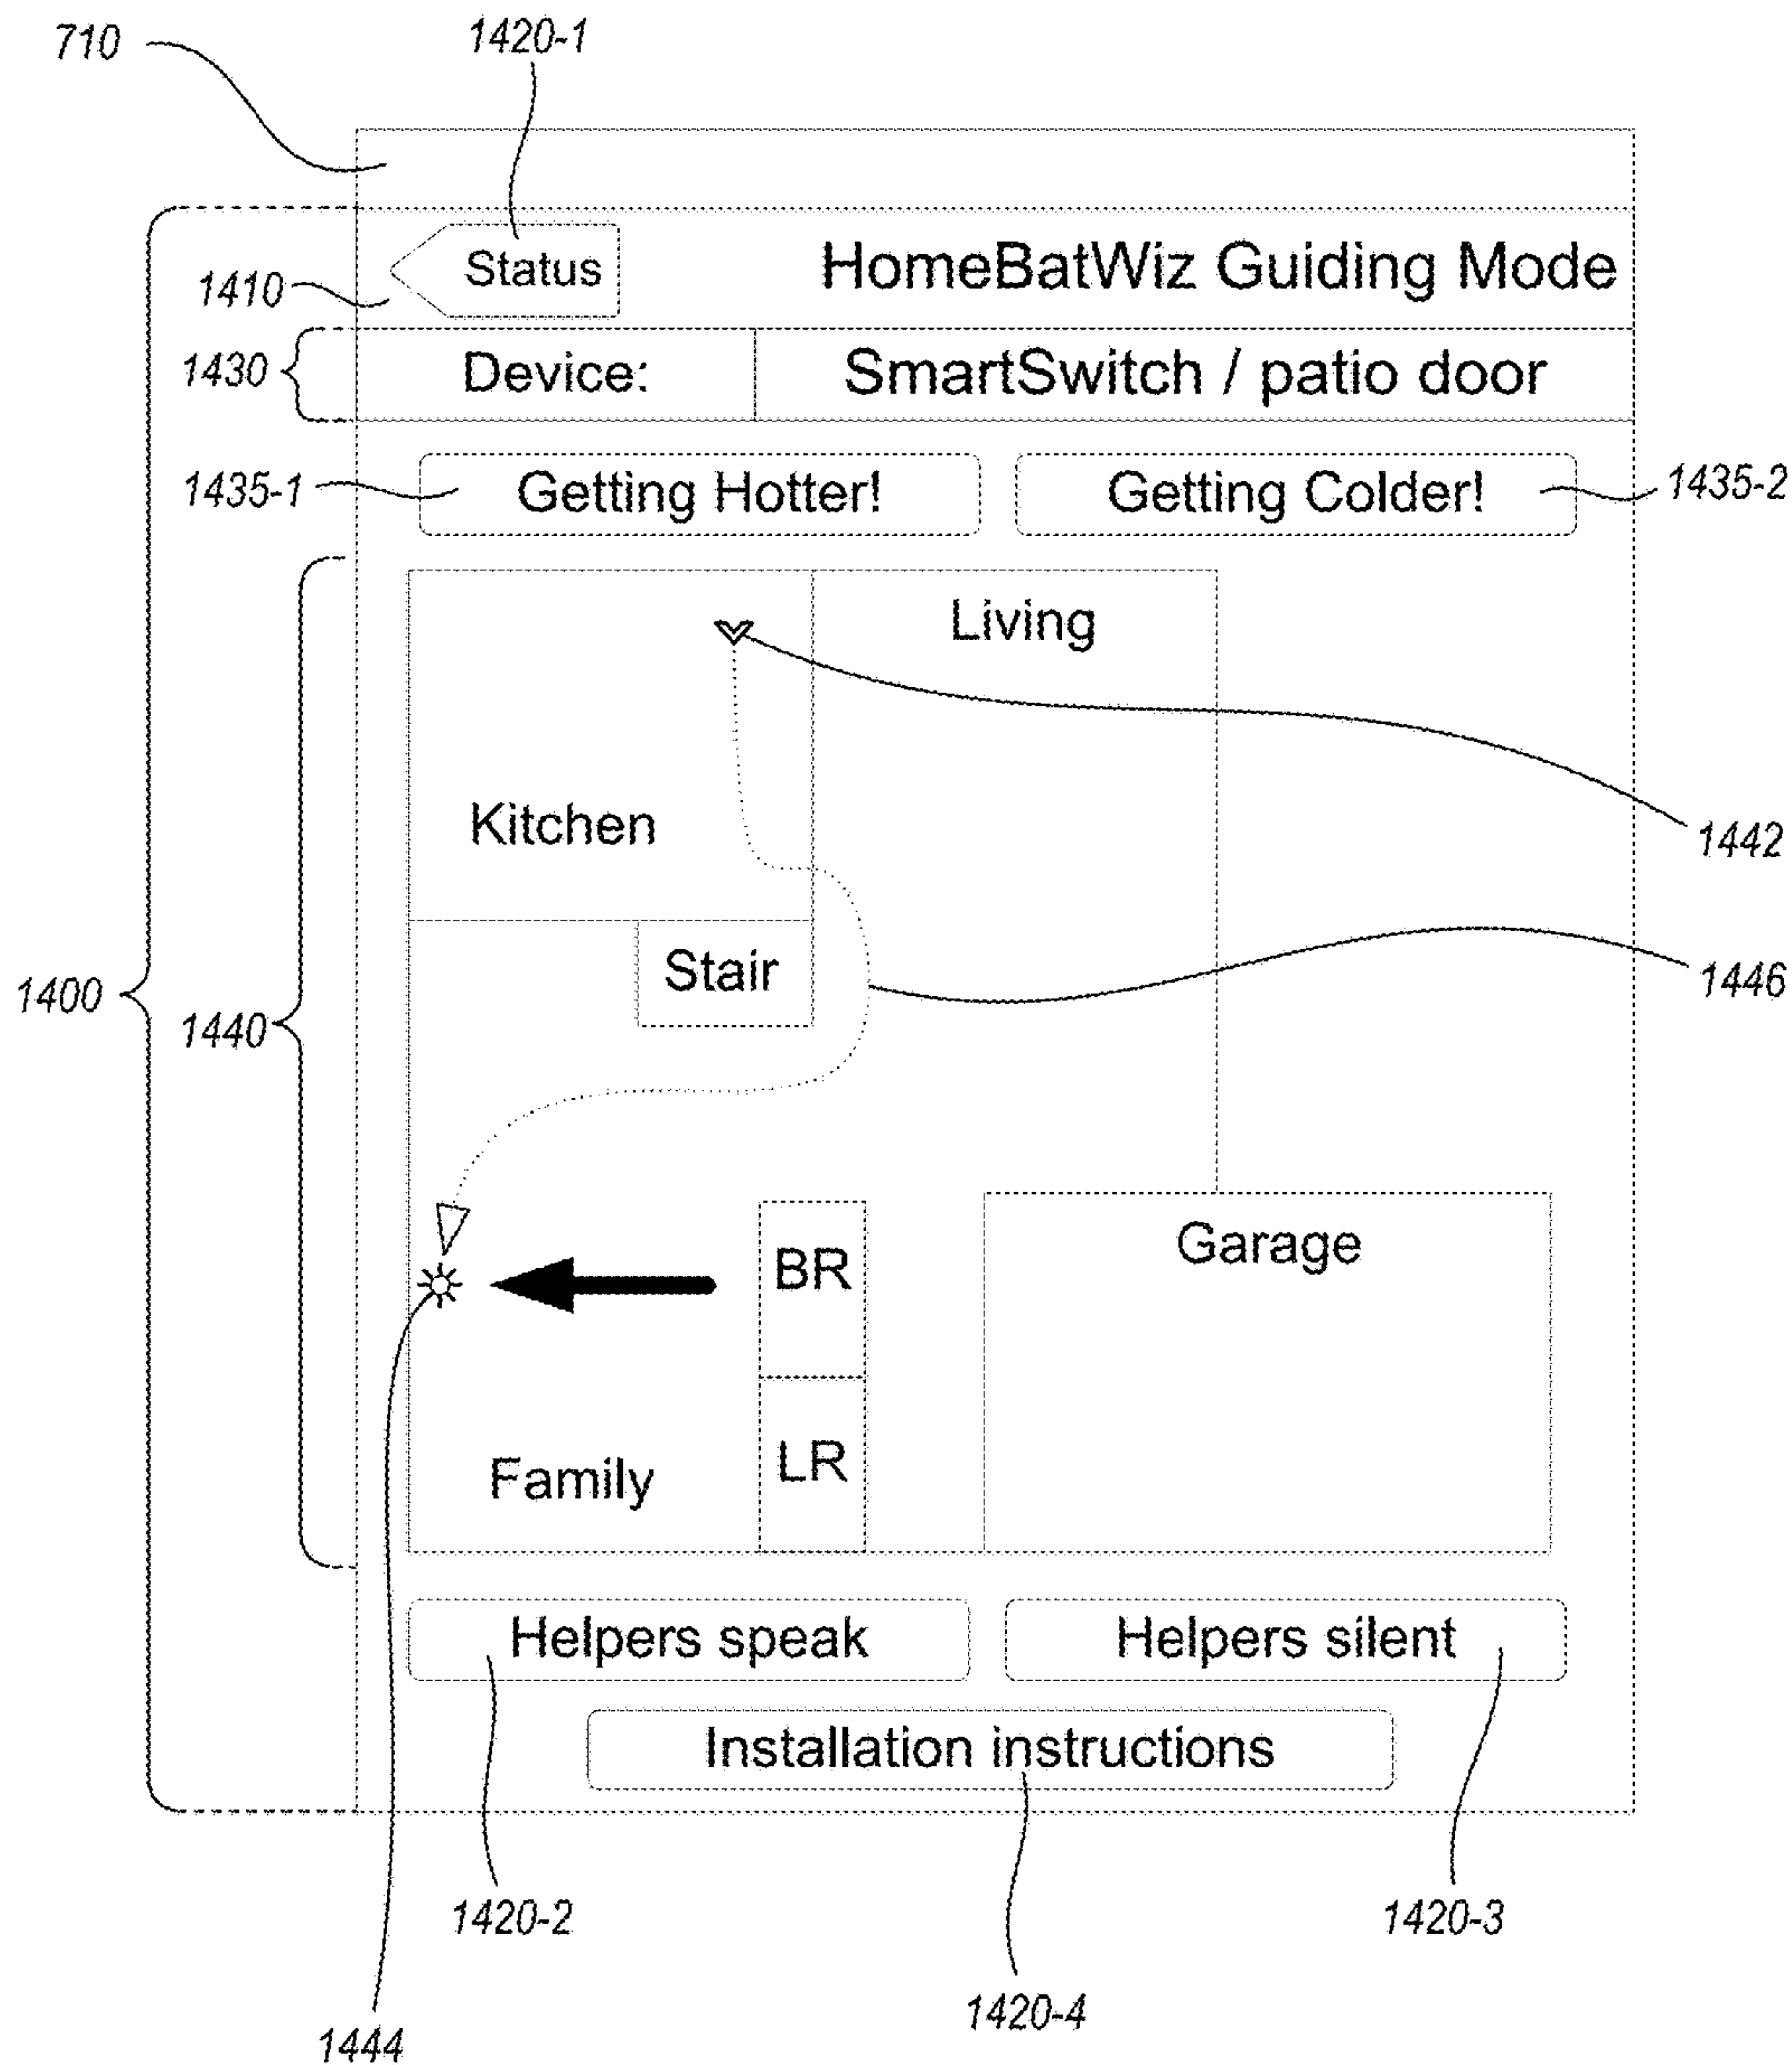 710
1420-1
Status
HomeBatWiz Guiding Mode
1410
1430
Device:
SmartSwitch / patio door
1435-1
Getting Hotter!
Getting Colder!
1435-2
Living
Kitchen
1442
Stair
1446
1400
1440
BR
Garage
LR
Family
Helpers speak
Helpers silent
Installation instructions
1420-2
1420-3
1420-4
1444